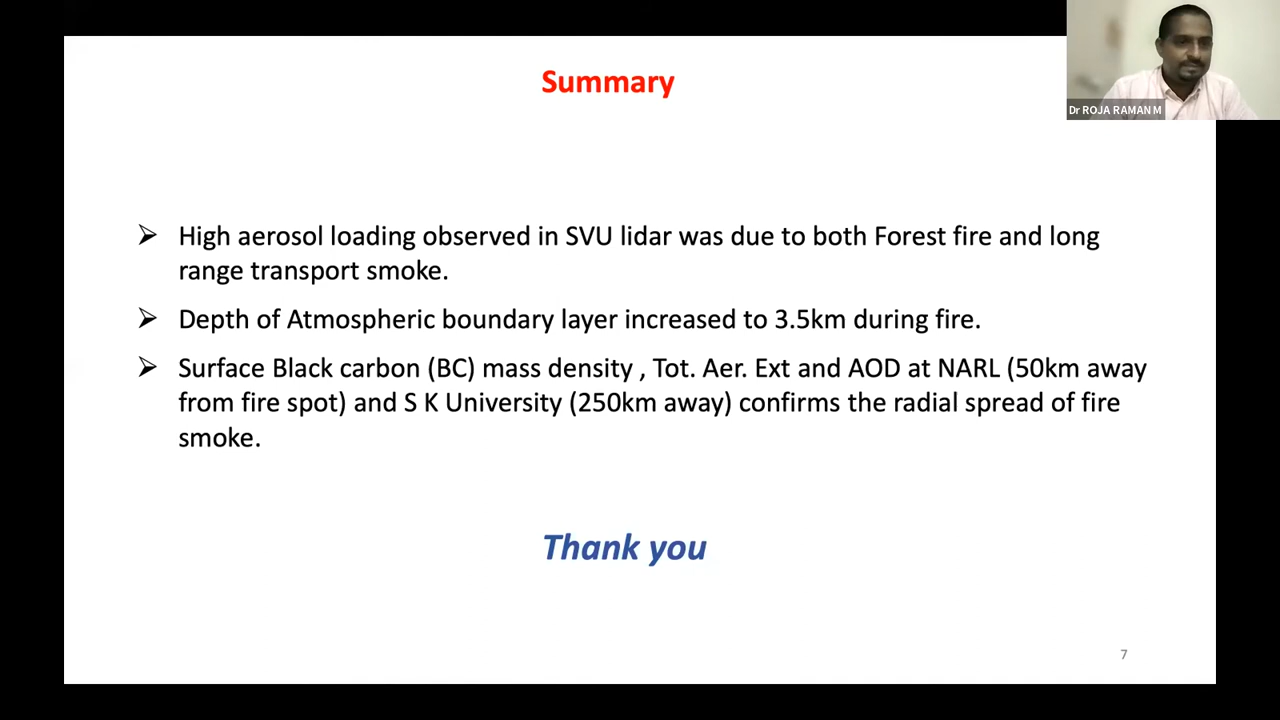 Summary
Dr ROJA RAMAN M
➢ High aerosol loading observed in SVU lidar was due to both Forest fire and long
range transport smoke.
➢ Depth of Atmospheric boundary layer increased to 3.5km during fire.
➢ Surface Black carbon (BC) mass density , Tot. Aer. Ext and AOD at NARL (50km away
from fire spot) and S K University (250km away) confirms the radial spread of fire
smoke.
Thank you
7